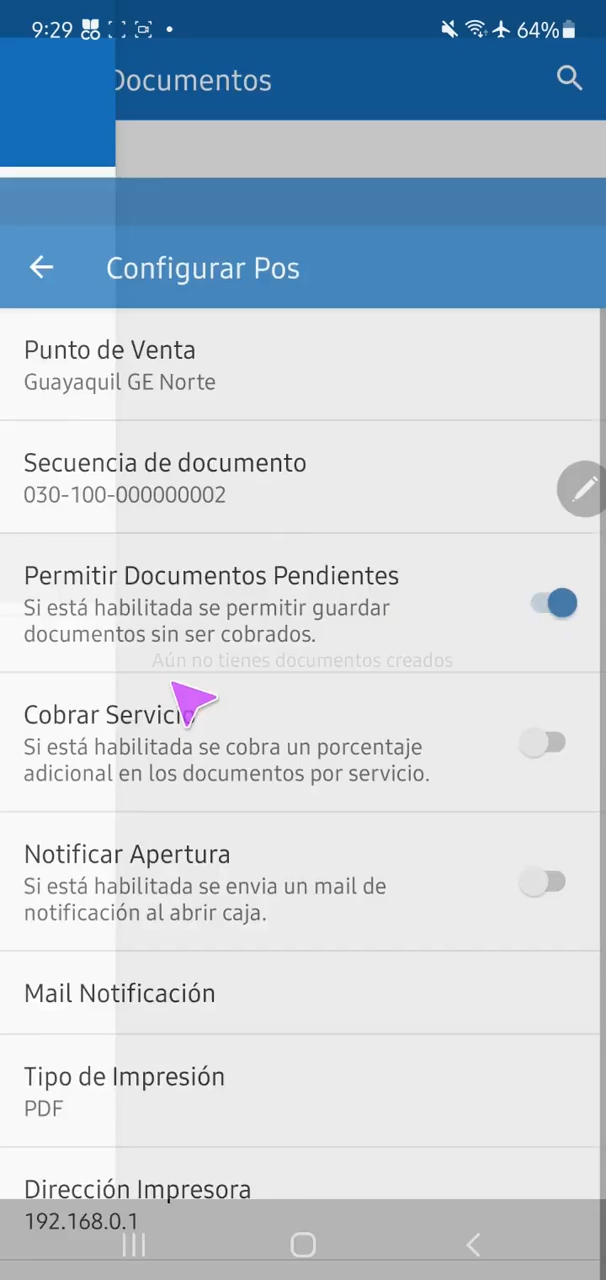 9:29
64%
Documentos
Configurar Pos
Punto de Venta
Guayaquil GE Norte
Secuencia de documento
030-100-000000002
Permitir Documentos Pendientes
Si está habilitada se permitir guardar
documentos sin ser cobrados.
Aún no tienes documentos creados
Cobrar Servicio
Si está habilitada se cobra un porcentaje
adicional en los documentos por servicio.
Notificar Apertura
Si está habilitada se envia un mail de
notificación al abrir caja.
Mail Notificación
Tipo de Impresión
PDF
Dirección Impresora
192.168.0.1